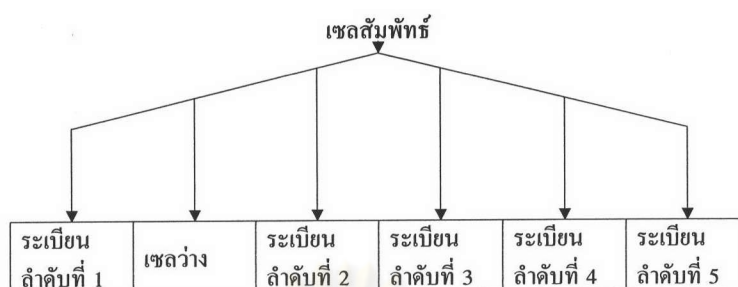 เซลสัมพัทธ์
ระเบียน
ลำดับที่ 1
เซลว่าง
ระเบียน
ลำดับที่ 2
ระเบียน
ลำดับที่ 3
ระเบียน
ลำดับที่ 4
ระเบียน
ลำดับที่ 5